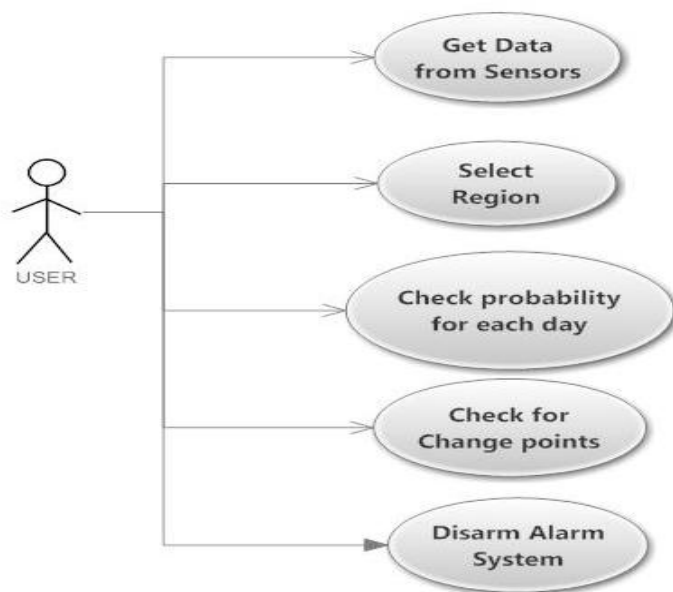 Get Data
from Sensors
Select
Region
USER
Check probability
for each day
Check for
Change points
Disarm Alarm
System